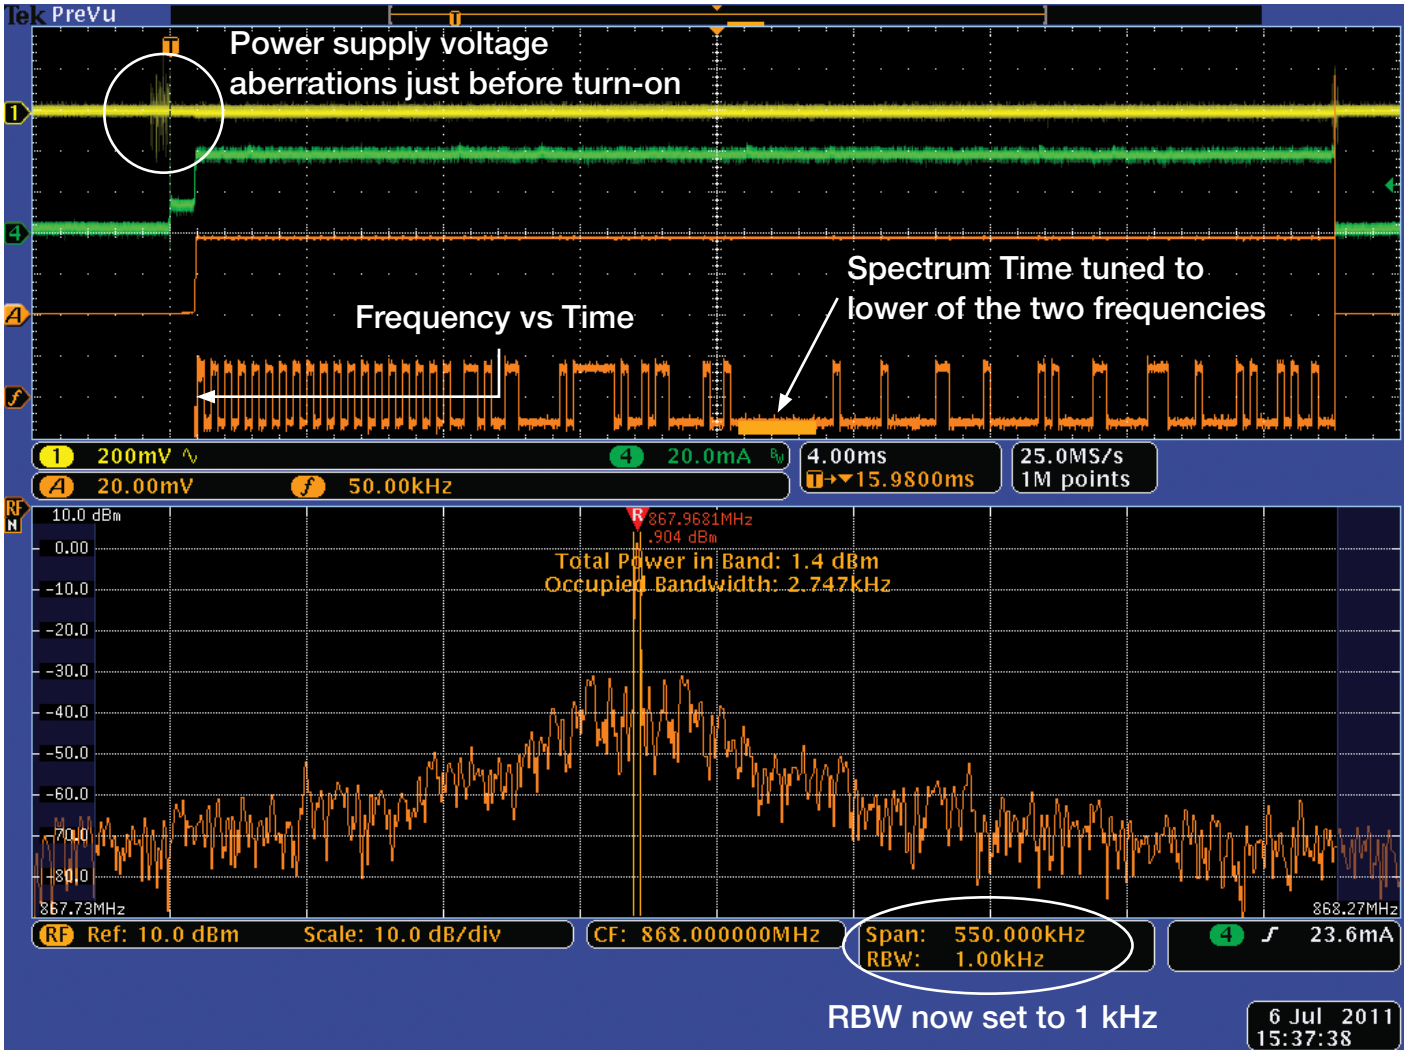 Tek PreVu
T
T
Power supply voltage
aberrations just before turn-on
1
4
Spectrum Time tuned to
lower of the two frequencies
A
Frequency vs Time
f
1 200mV 4 20.0mA BW
A 20.00mV f 50.00kHz
4.00ms
T→▼15.9800ms
25.0MS/s
1M points
RF
N
10.0 dBm
R 867.9681MHz
.904 dBm
0.00
Total Power in Band: 1.4 dBm
Occupied Bandwidth: 2.747kHz
-10.0
-20.0
-30.0
-40.0
-50.0
-60.0
-70.0
-80.0
867.73MHz 868.27MHz
RF Ref: 10.0 dBm Scale: 10.0 dB/div
CF: 868.000000MHz
Span: 550.000kHz
RBW: 1.00kHz
4 23.6mA
RBW now set to 1 kHz
6 Jul 2011
15:37:38